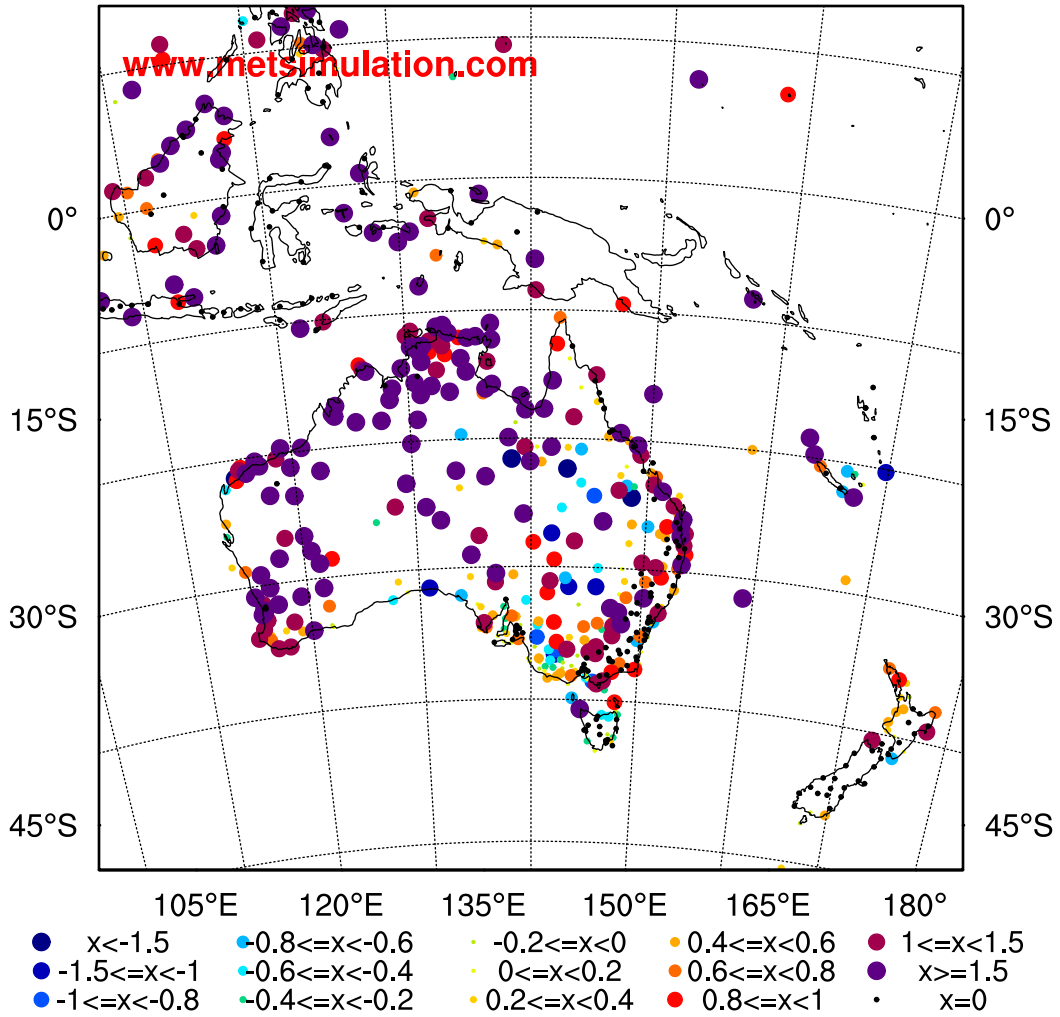 www.metsimulation.com
0° 0°
15°S 15°S
30°S 30°S
45°S 45°S
105°E 120°E 135°E 150°E 165°E 180°
x<-1.5 -0.8<=x<-0.6 -0.2<=x<0 0.4<=x<0.6 1<=x<1.5
-1.5<=x<-1 -0.6<=x<-0.4 0<=x<0.2 0.6<=x<0.8 x>=1.5
-1<=x<-0.8 -0.4<=x<-0.2 0.2<=x<0.4 0.8<=x<1 x=0